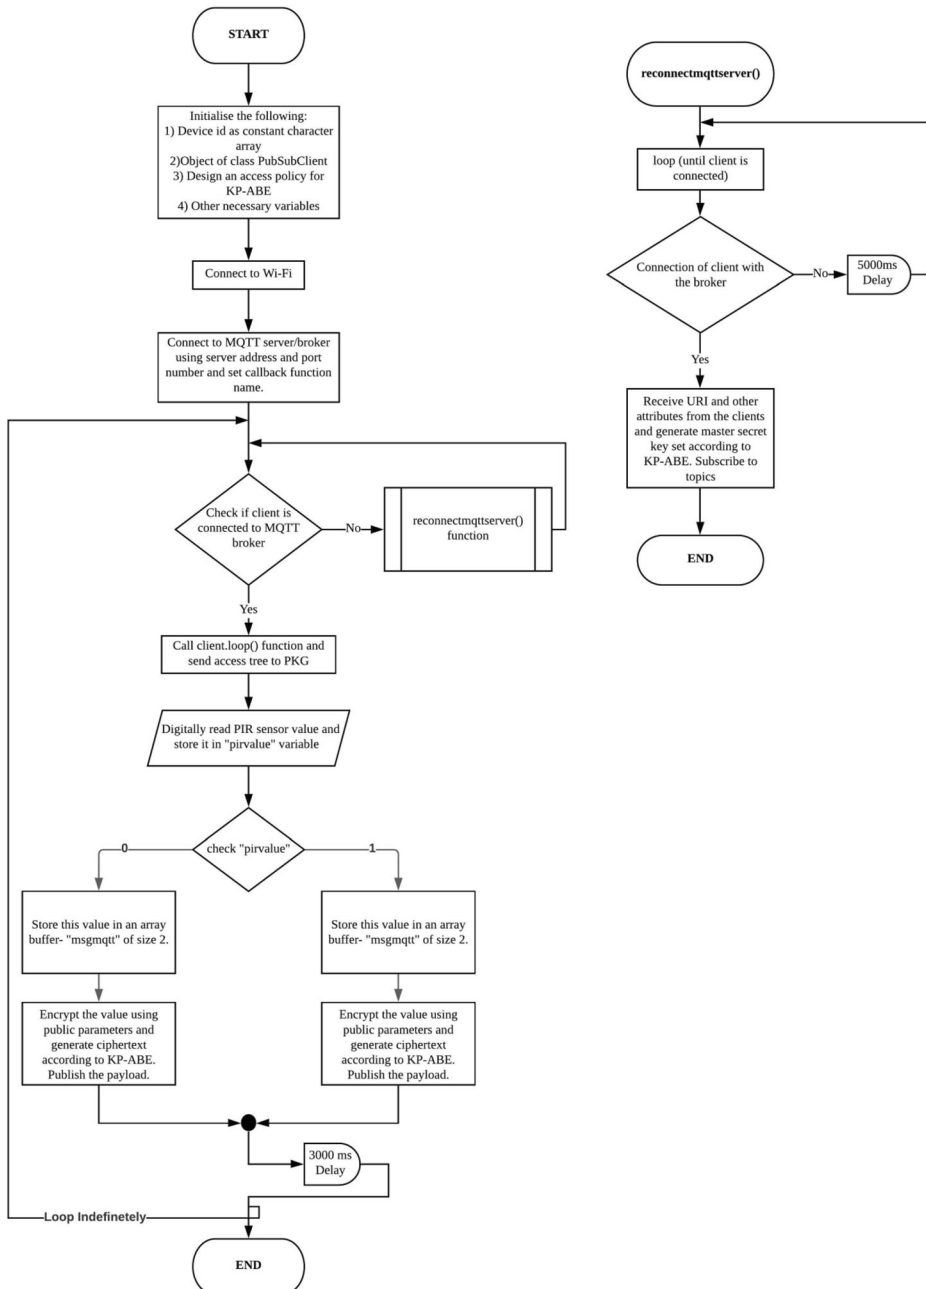 START
Initialise the following:
1) Device id as constant character
array
2)Object of class PubSubClient
3) Design an access policy for
KP-ABE
4) Other necessary variables
Connect to Wi-Fi
Connect to MQTT server/broker
using server address and port
number and set callback function
name.
Check if client is
connected to MQTT
broker
No
reconnectmqttserver()
function
Yes
Call client.loop() function and
send access tree to PKG
Digitally read PIR sensor value and
store it in "pirvalue" variable
check "pirvalue"
0
1
Store this value in an array
buffer- "msgmqtt" of size 2.
Store this value in an array
buffer- "msgmqtt" of size 2.
Encrypt the value using
public parameters and
generate ciphertext
according to KP-ABE.
Publish the payload.
Encrypt the value using
public parameters and
generate ciphertext
according to KP-ABE.
Publish the payload.
3000 ms
Delay
Loop Indefinetely
END
reconnectmqttserver()
loop (until client is
connected)
Connection of client with
the broker
No
5000ms
Delay
Yes
Receive URI and other
attributes from the clients
and generate master secret
key set according to
KP-ABE. Subscribe to
topics
END